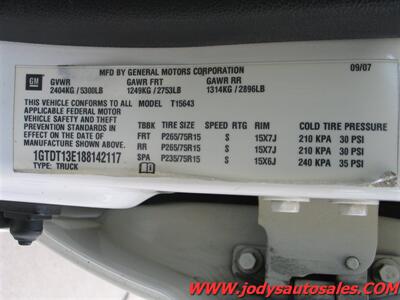 GM MFD BY GENERAL MOTORS CORPORATION 09/07
GVWR GAWR FRT GAWR RR
2404KG / 5300LB 1249KG / 2753LB 1314KG / 2896LB
THIS VEHICLE CONFORMS TO ALL MODEL T15643
APPLICABLE FEDERAL MOTOR
VEHICLE SAFETY, BUMPER AND TBBK TIRE SIZE SPEED RTG RIM COLD TIRE PRESSURE
IN EFFECT ON THE DATE OF FRT P265/75R15 S 15X7J 210 KPA 30 PSI
MANUFACTURE SHOWN ABOVE. RR P265/75R15 S 15X7J 210 KPA 30 PSI
1GTDT13E188142117 SPA P235/75R15 S 15X6J 240 KPA 35 PSI
TYPE: TRUCK
www.jodysautosales.com